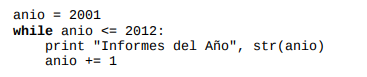 anio = 2001
while anio <= 2012:
    print "Informes del Año", str(anio)
    anio += 1